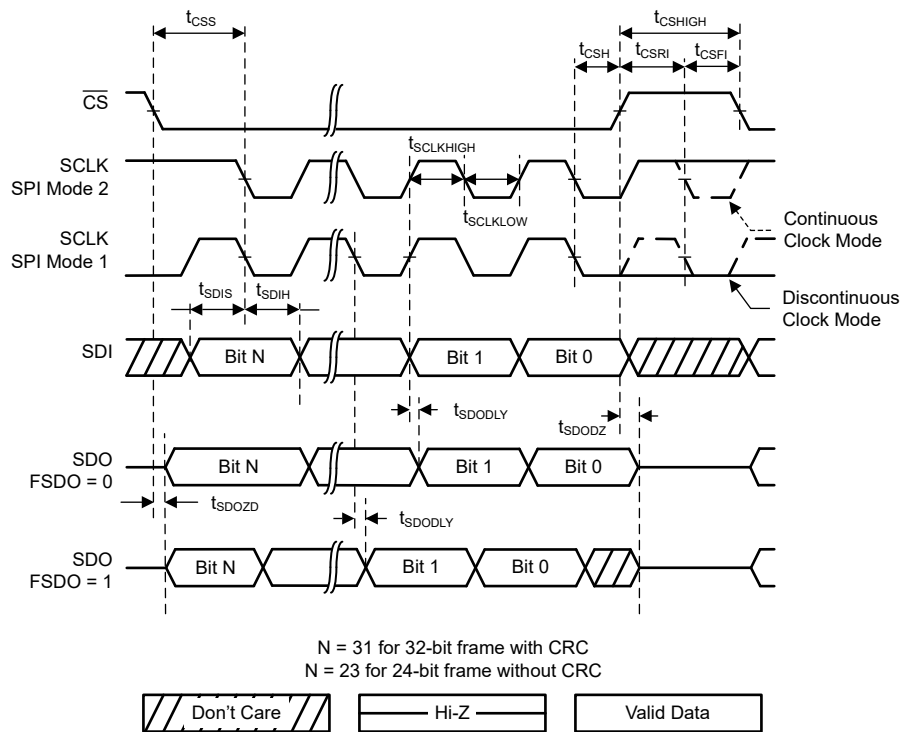 tCSS
tCSHIGH
tCSH
tCSRI
tCSFI
CS
SCLK
SPI Mode 2
tSCLKHIGH
tSCLKLOW
Continuous
Clock Mode
SCLK
SPI Mode 1
Discontinuous
Clock Mode
tSDIS
tSDIH
SDI
Bit N
Bit 1
Bit 0
tSDODLY
tSDODZ
SDO
FSDO = 0
Bit N
Bit 1
Bit 0
tSDOZD
tSDODLY
SDO
FSDO = 1
Bit N
Bit 1
Bit 0
N = 31 for 32-bit frame with CRC
N = 23 for 24-bit frame without CRC
Don't Care
Hi-Z
Valid Data